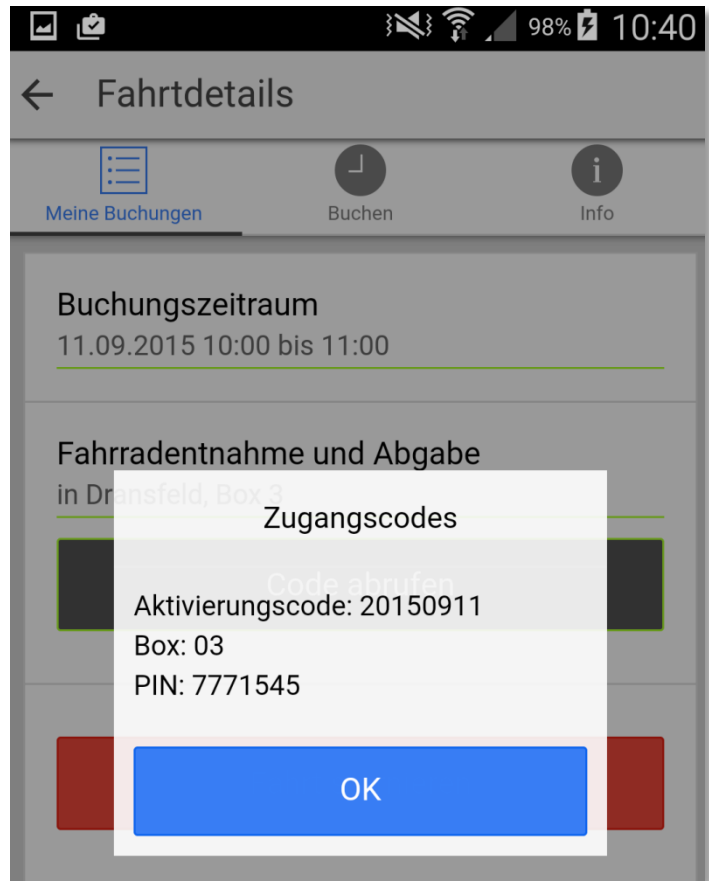 98% 10:40
Fahrtdetails
Meine Buchungen
Buchen
Info
Buchungszeitraum
11.09.2015 10:00 bis 11:00
Fahrradentnahme und Abgabe
in Dransfeld, Box 3
Zugangscodes
Code abrufen
Aktivierungscode: 20150911
Box: 03
PIN: 7771545
OK